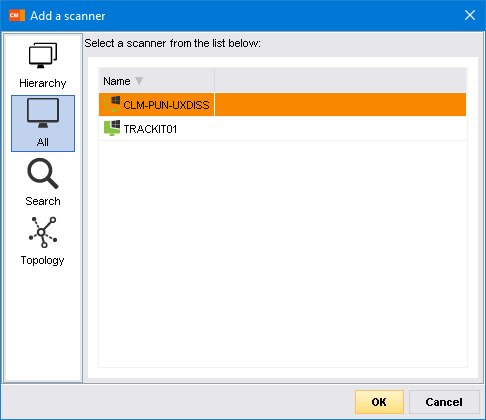 CM Add a scanner
Select a scanner from the list below:
Hierarchy
All
Search
Topology
Name
CLM-PUN-UXDISS
TRACKIT01
OK
Cancel